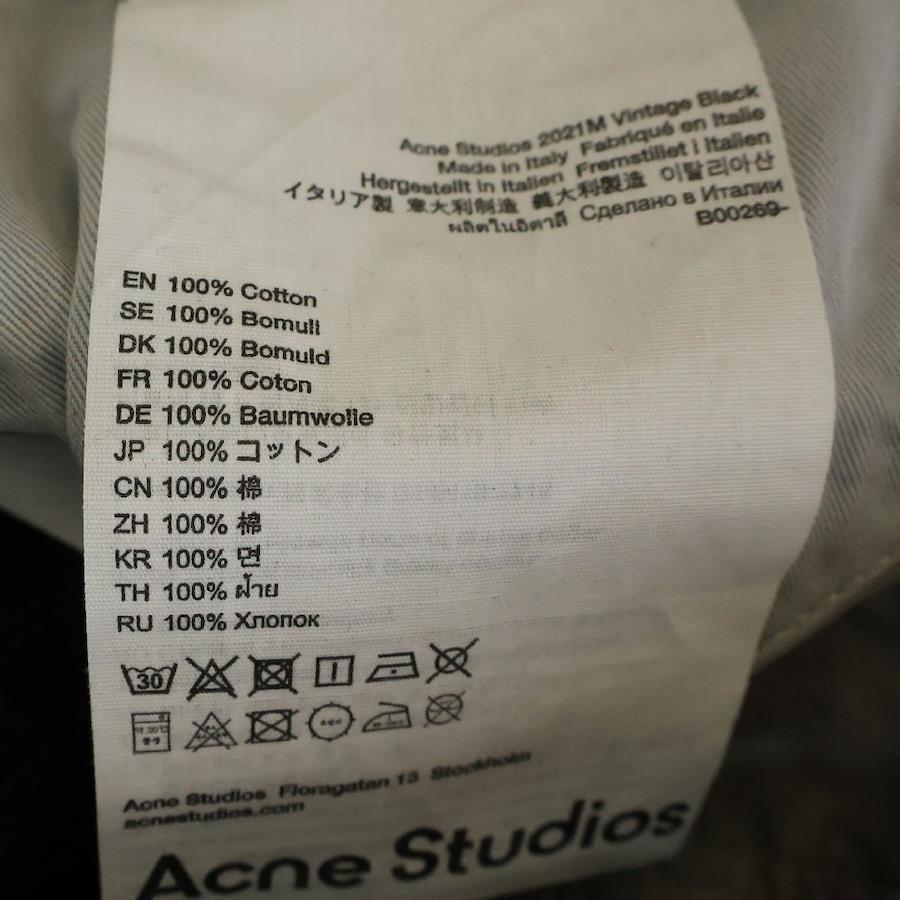 Acne Studios 2021M Vintage Black
Made in Italy Fabriqué en Italie
Hergestellt in Italien Fremstillet i Italien
イタリア製 意大利制造 義大利製造 이탈리아산
ผลิตในอิตาลี Сделано в Италии
B00269-
EN 100% Cotton
SE 100% Bomull
DK 100% Bomuld
FR 100% Coton
DE 100% Baumwolle
JP 100% コットン
CN 100% 棉
ZH 100% 棉
KR 100% 면
TH 100% ฝ้าย
RU 100% Хлопок
30
Acne Studios Floragatan 13 Stockholm
acnestudios.com
Acne Studios